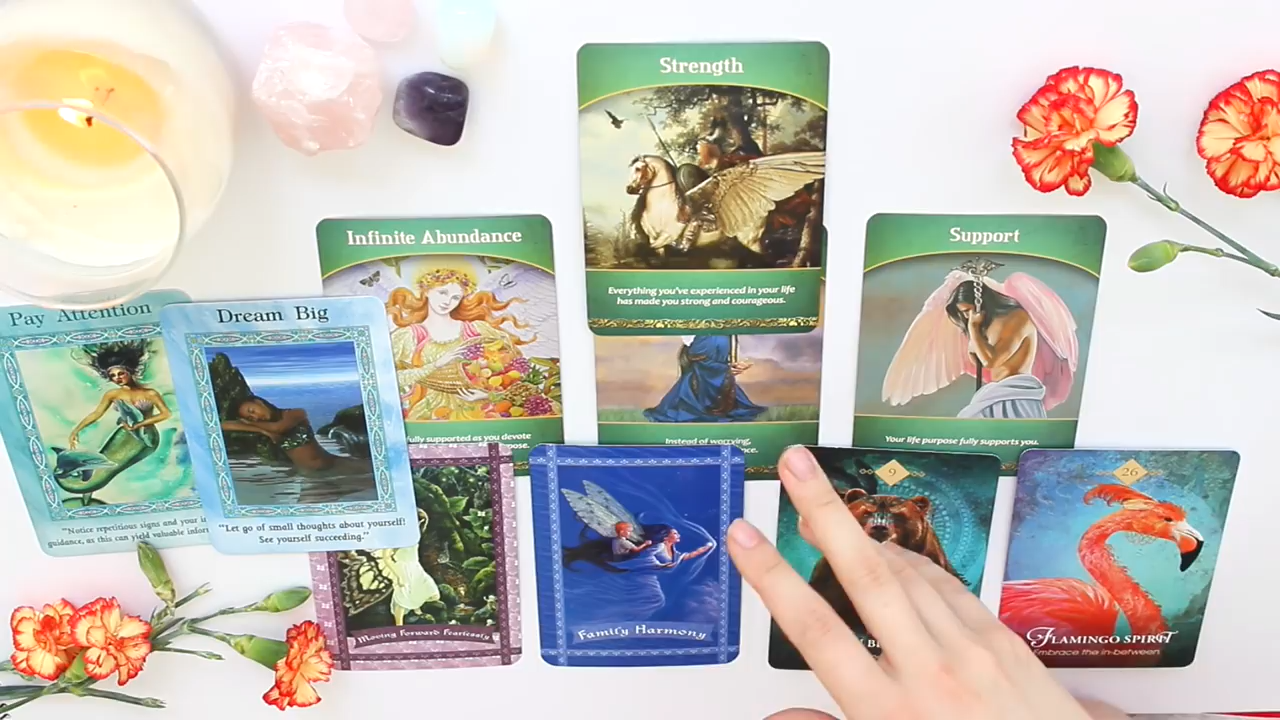 Strength
Everything you've experienced in your life
has made you strong and courageous.
Infinite Abundance
fully supported as you devote
Support
Your life purpose fully supports you.
Instead of worrying,
Pay Attention
"Notice repetitious signs and your
guidance, as this can yield valuable
Dream Big
"Let go of small thoughts about yourself!
See yourself succeeding."
Moving Forward Fearlessly
Family Harmony
9
26
FLAMINGO SPIRIT
Embrace the in-between